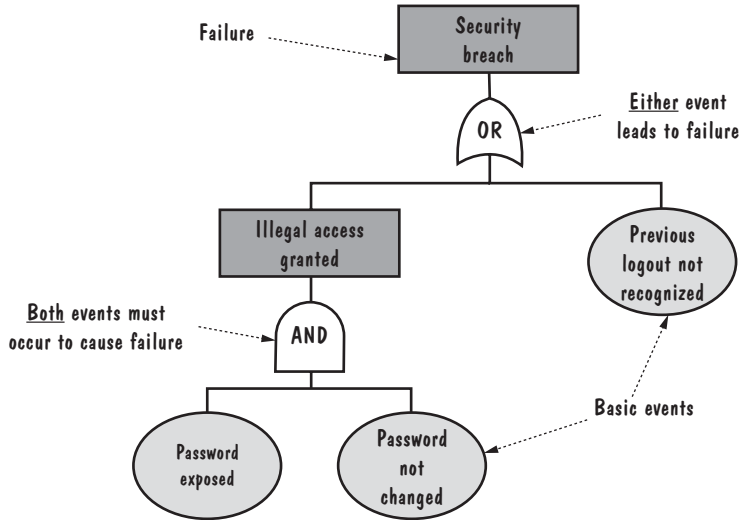 Failure
Security
breach
OR
Either event
leads to failure
Illegal access
granted
Previous
logout not
recognized
Both events must
occur to cause failure
AND
Basic events
Password
exposed
Password
not
changed